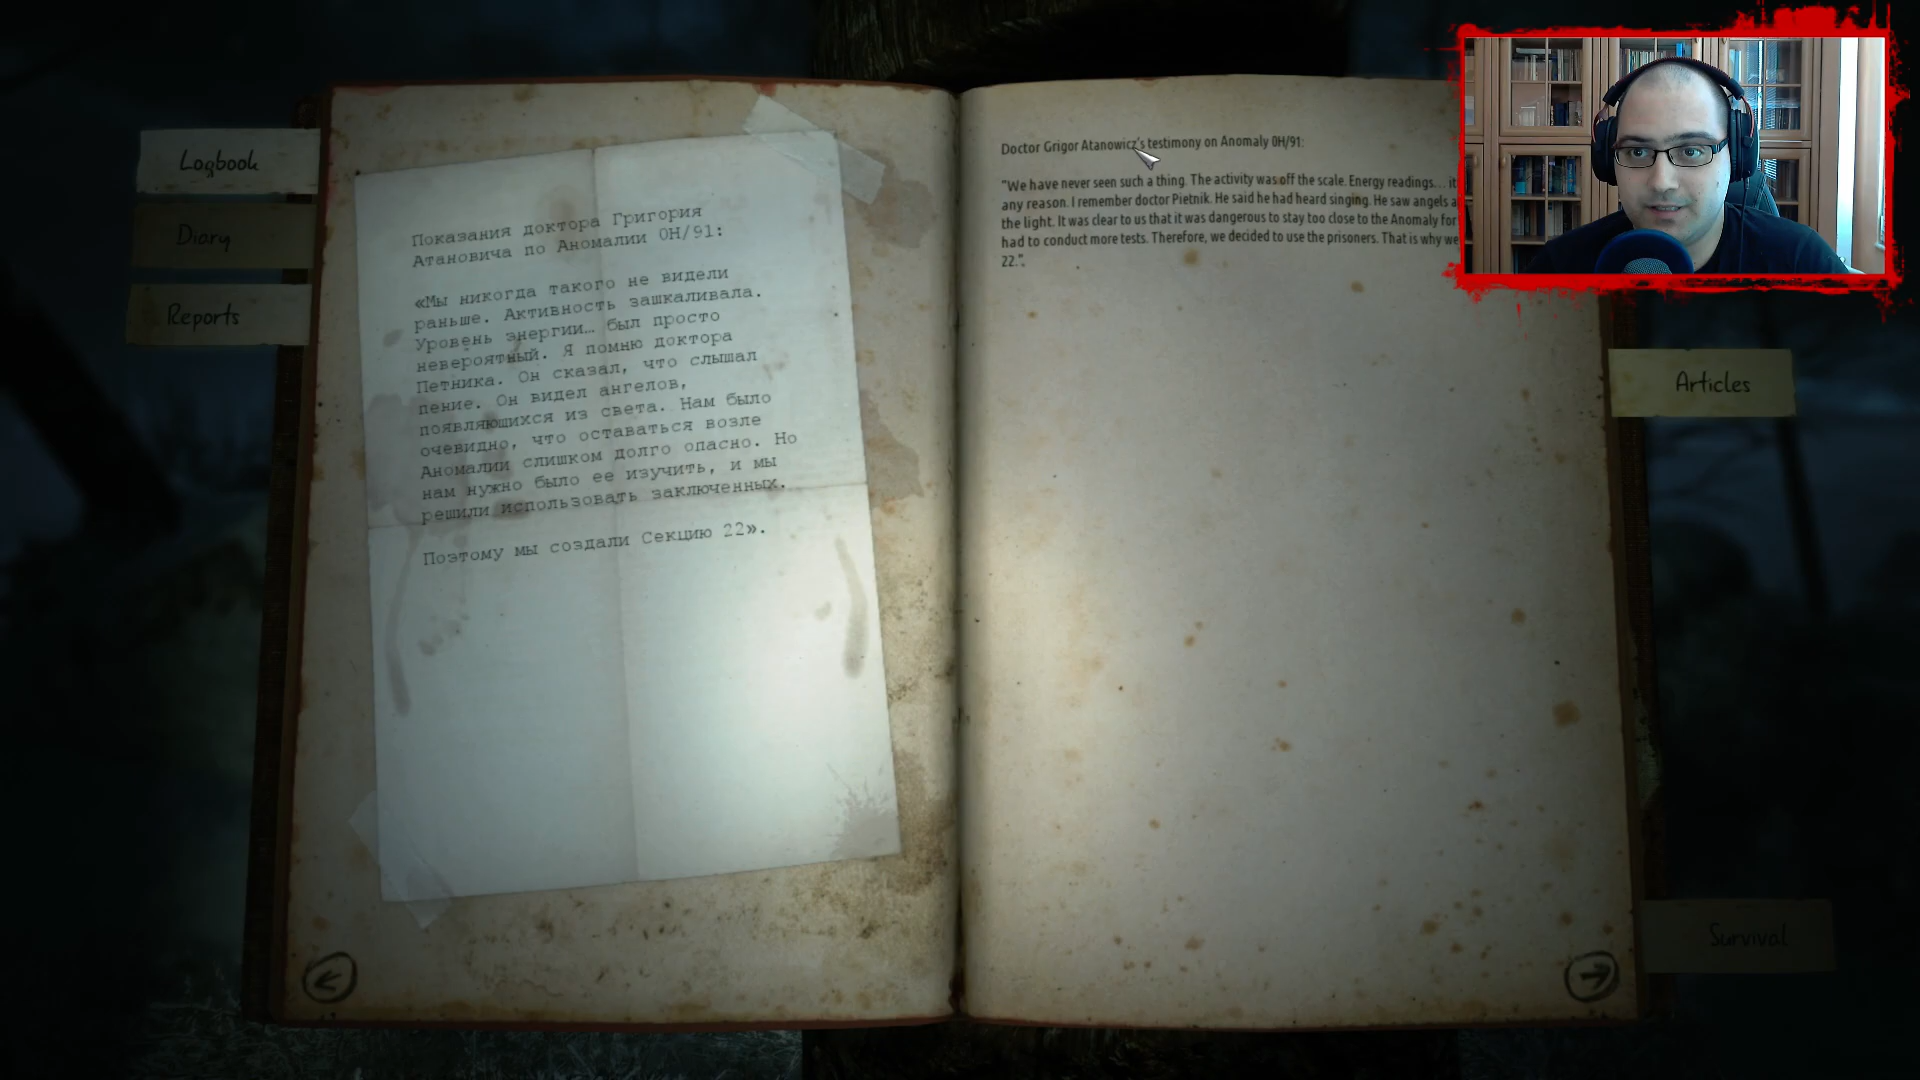 Logbook
Diary
Reports
Показания доктора Григория
Атановича по Аномалии 0Н/91:
«Мы никогда такого не видели
раньше. Активность зашкаливала.
Уровень энергии… был просто
невероятный. Я помню доктора
Петника. Он сказал, что слышал
пение. Он видел ангелов,
появляющихся из света. Нам было
очевидно, что оставаться возле
Аномалии слишком долго опасно. Но
нам нужно было ее изучить, и мы
решили использовать заключенных.
Поэтому мы создали Секцию 22».
Doctor Grigor Atanowicz's testimony on Anomaly 0H/91:
"We have never seen such a thing. The activity was off the scale. Energy readings… it
any reason. I remember doctor Pietnik. He said he had heard singing. He saw angels a
the light. It was clear to us that it was dangerous to stay too close to the Anomaly for
had to conduct more tests. Therefore, we decided to use the prisoners. That is why we
22.".
Articles
Survival